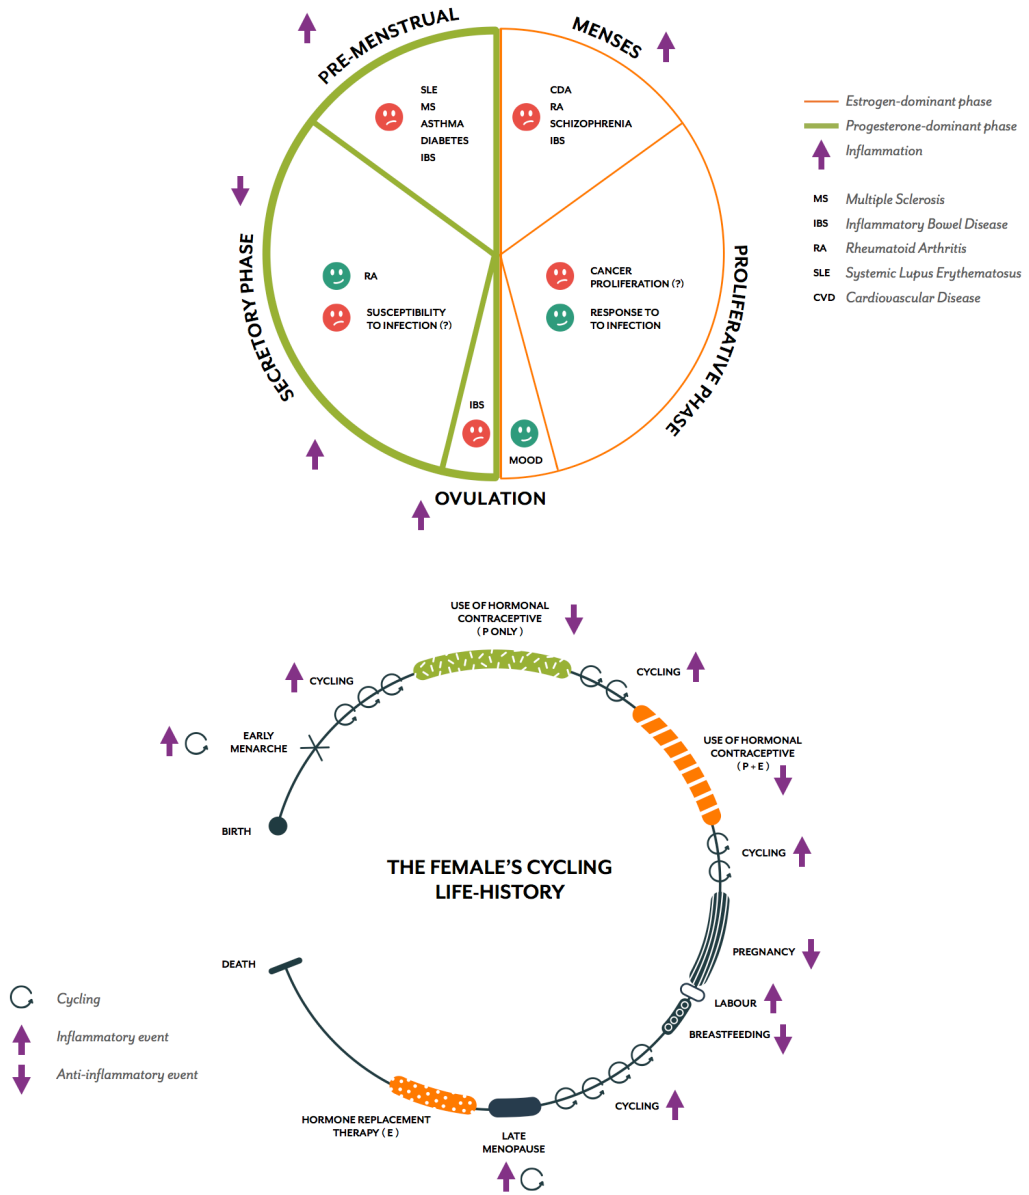 PRE-MENSTRUAL
MENSES
SLE
MS
ASTHMA
DIABETES
IBS
CDA
RA
SCHIZOPHRENIA
IBS
SECRETORY PHASE
RA
SUSCEPTIBILITY
TO INFECTION (?)
CANCER
PROLIFERATION (?)
RESPONSE TO
TO INFECTION
PROLIFERATIVE PHASE
IBS
MOOD
OVULATION
Estrogen-dominant phase
Progesterone-dominant phase
Inflammation
MS Multiple Sclerosis
IBS Inflammatory Bowel Disease
RA Rheumatoid Arthritis
SLE Systemic Lupus Erythematosus
CVD Cardiovascular Disease
USE OF HORMONAL
CONTRACEPTIVE
( P ONLY )
CYCLING
CYCLING
EARLY
MENARCHE
USE OF HORMONAL
CONTRACEPTIVE
( P + E )
BIRTH
CYCLING
THE FEMALE'S CYCLING
LIFE-HISTORY
PREGNANCY
DEATH
LABOUR
BREASTFEEDING
CYCLING
HORMONE REPLACEMENT
THERAPY ( E )
LATE
MENOPAUSE
Cycling
Inflammatory event
Anti-inflammatory event